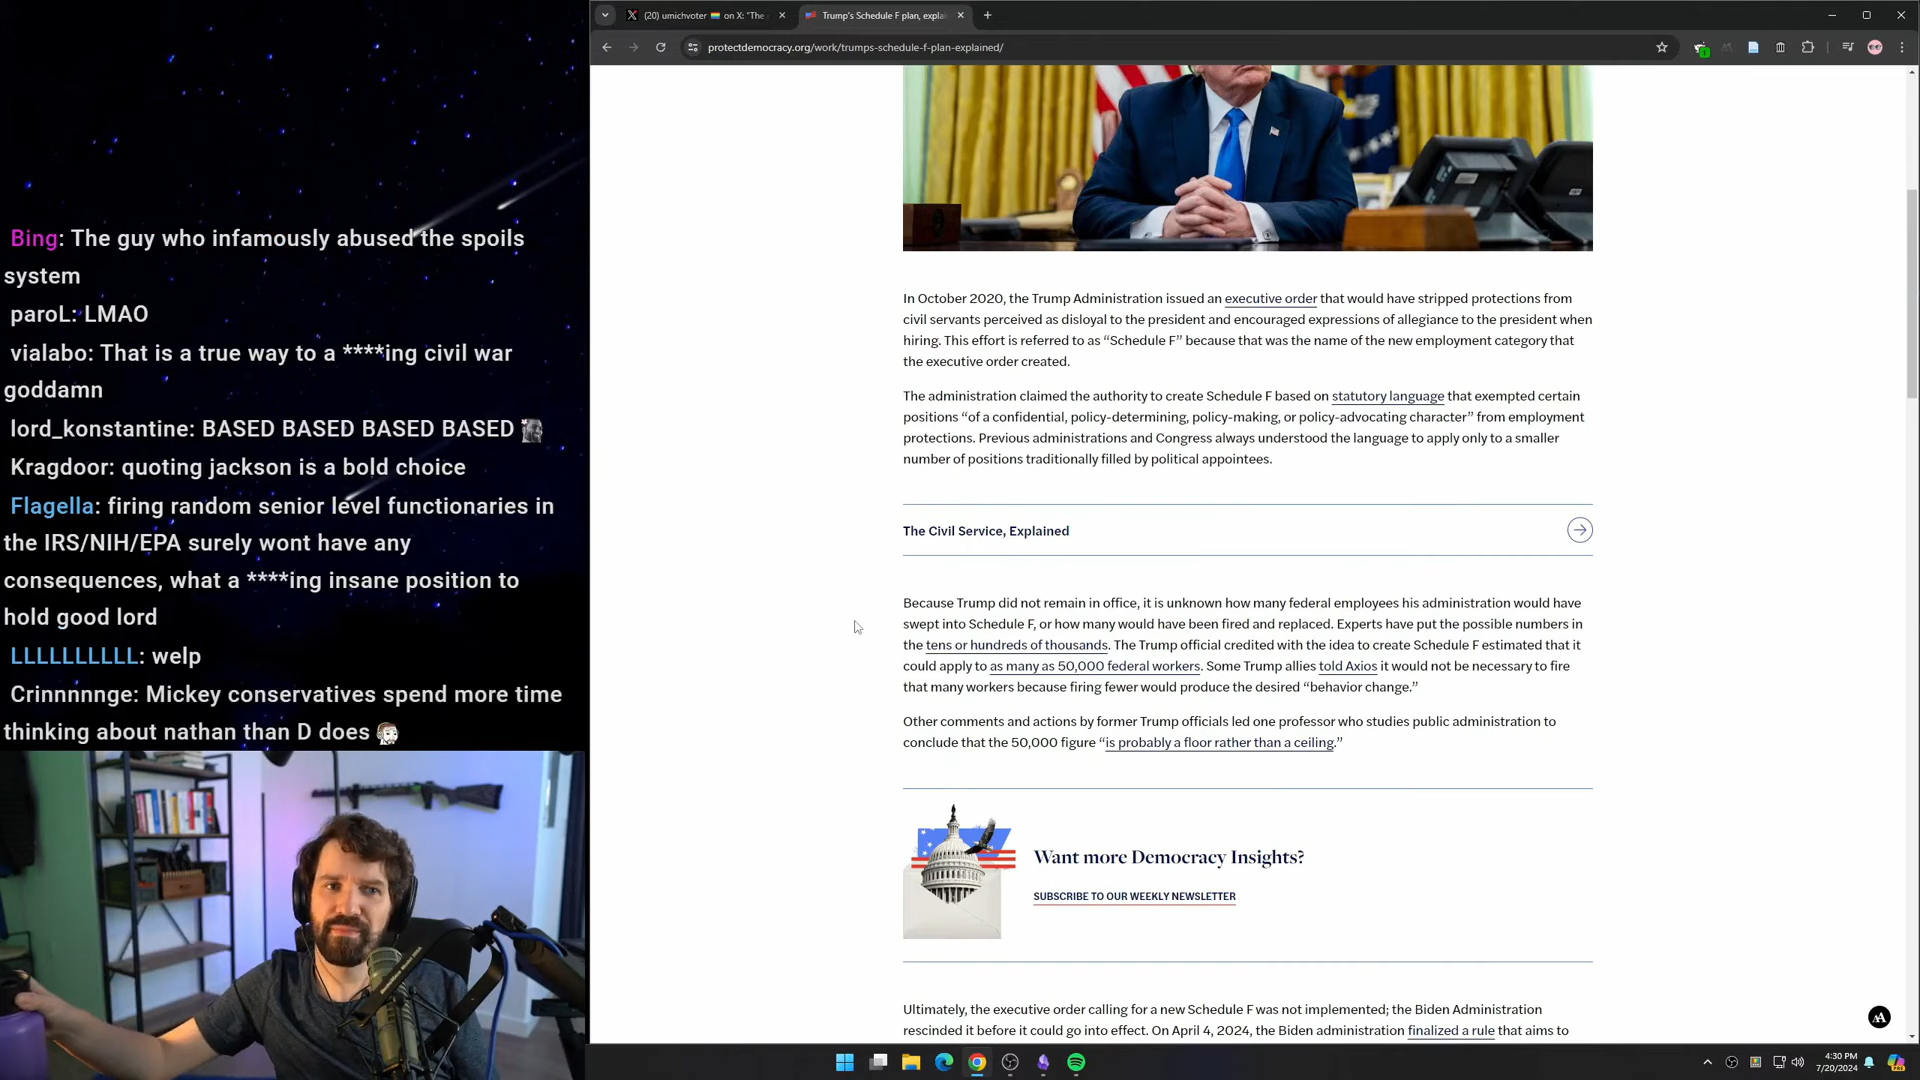 Bing: The guy who infamously abused the spoils
system
paroL: LMAO
vialabo: That is a true way to a ****ing civil war
goddamn
lord_konstantine: BASED BASED BASED BASED
Kragdoor: quoting jackson is a bold choice
Flagella: firing random senior level functionaries in
the IRS/NIH/EPA surely wont have any
consequences, what a ****ing insane position to
hold good lord
LLLLLLLLLL: welp
Crinnnnnge: Mickey conservatives spend more time
thinking about nathan than D does
(20) umichvoter 🏳️‍🌈 on X: "The
Trump's Schedule F plan, expla
protectdemocracy.org/work/trumps-schedule-f-plan-explained/
In October 2020, the Trump Administration issued an executive order that would have stripped protections from
civil servants perceived as disloyal to the president and encouraged expressions of allegiance to the president when
hiring. This effort is referred to as “Schedule F” because that was the name of the new employment category that
the executive order created.
The administration claimed the authority to create Schedule F based on statutory language that exempted certain
positions “of a confidential, policy-determining, policy-making, or policy-advocating character” from employment
protections. Previous administrations and Congress always understood the language to apply only to a smaller
number of positions traditionally filled by political appointees.
The Civil Service, Explained
Because Trump did not remain in office, it is unknown how many federal employees his administration would have
swept into Schedule F, or how many would have been fired and replaced. Experts have put the possible numbers in
the tens or hundreds of thousands. The Trump official credited with the idea to create Schedule F estimated that it
could apply to as many as 50,000 federal workers. Some Trump allies told Axios it would not be necessary to fire
that many workers because firing fewer would produce the desired “behavior change.”
Other comments and actions by former Trump officials led one professor who studies public administration to
conclude that the 50,000 figure “is probably a floor rather than a ceiling.”
Want more Democracy Insights?
SUBSCRIBE TO OUR WEEKLY NEWSLETTER
Ultimately, the executive order calling for a new Schedule F was not implemented; the Biden Administration
rescinded it before it could go into effect. On April 4, 2024, the Biden administration finalized a rule that aims to
AA
4:30 PM
7/20/2024